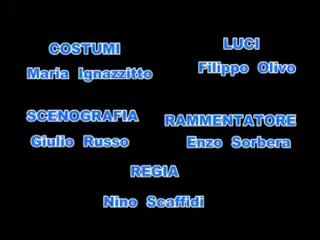 COSTUMI
Maria Ignazzitto
LUCI
Filippo Olivo
SCENOGRAFIA
Giulio Russo
RAMMENTATORE
Enzo Sorbera
REGIA
Nino Scaffidi